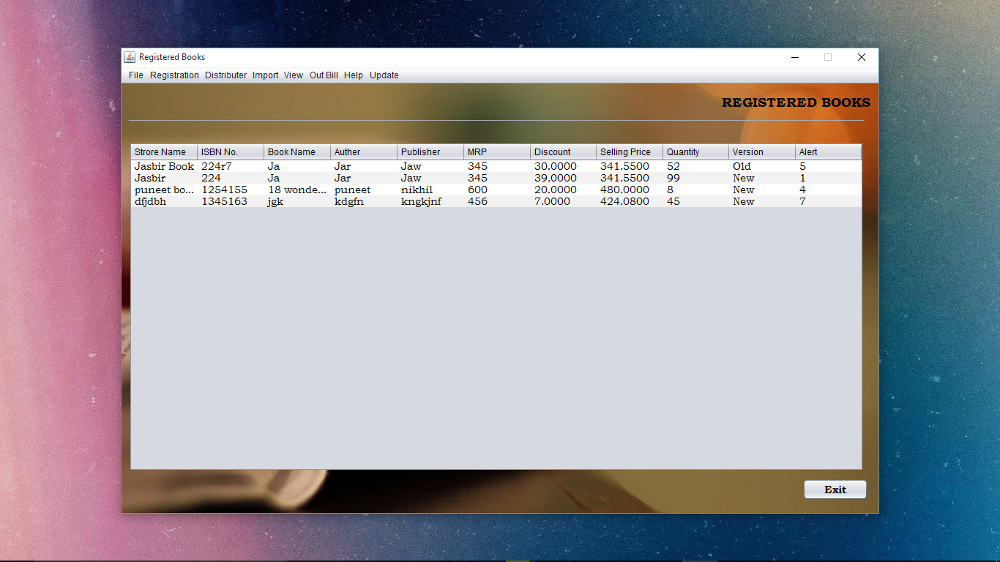 Registered Books
File Registration Distributer Import View Out Bill Help Update
REGISTERED BOOKS
Strore Name ISBN No. Book Name Auther Publisher MRP Discount Selling Price Quantity Version Alert
Jasbir Book 224r7 Ja Jar Jaw 345 30.0000 341.5500 52 Old 5
Jasbir 224 Ja Jar Jaw 345 39.0000 341.5500 99 New 1
puneet bo... 1254155 18 wonde... puneet nikhil 600 20.0000 480.0000 8 New 4
dfjdbh 1345163 jgk kdgfn kngkjnf 456 7.0000 424.0800 45 New 7
Exit